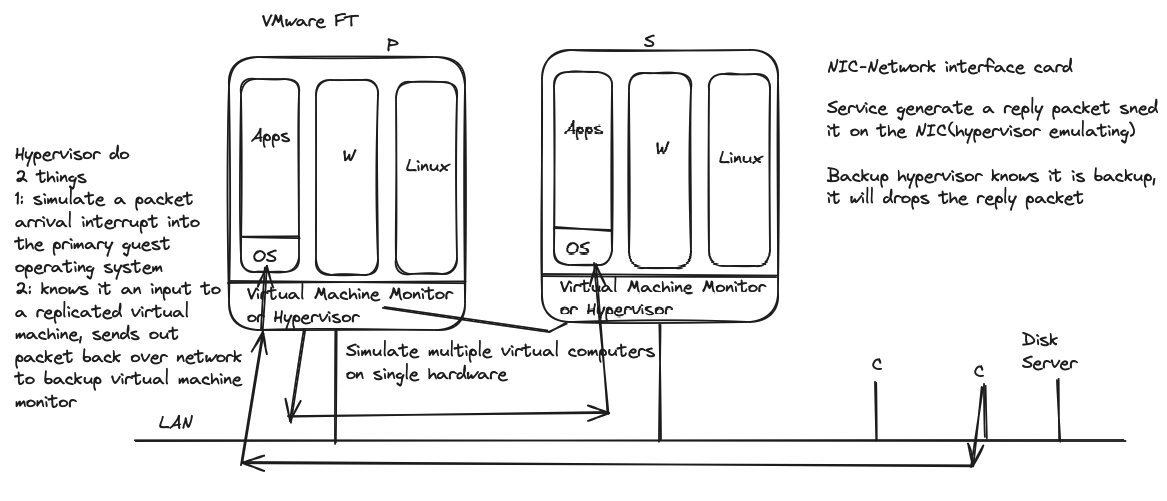 VMware FT
P
S
Apps
W
Linux
OS
Virtual Machine Monitor
or Hypervisor
Apps
W
Linux
OS
Virtual Machine Monitor
or Hypervisor
Simulate multiple virtual computers
on single hardware
Hypervisor do
2 things
1: simulate a packet
arrival interrupt into
the primary guest
operating system
2: knows it an input to
a replicated virtual
machine, sends out
packet back over network
to backup virtual machine
monitor
LAN
NIC-Network interface card
Service generate a reply packet sned
it on the NIC(hypervisor emulating)
Backup hypervisor knows it is backup,
it will drops the reply packet
C
C
Disk
Server